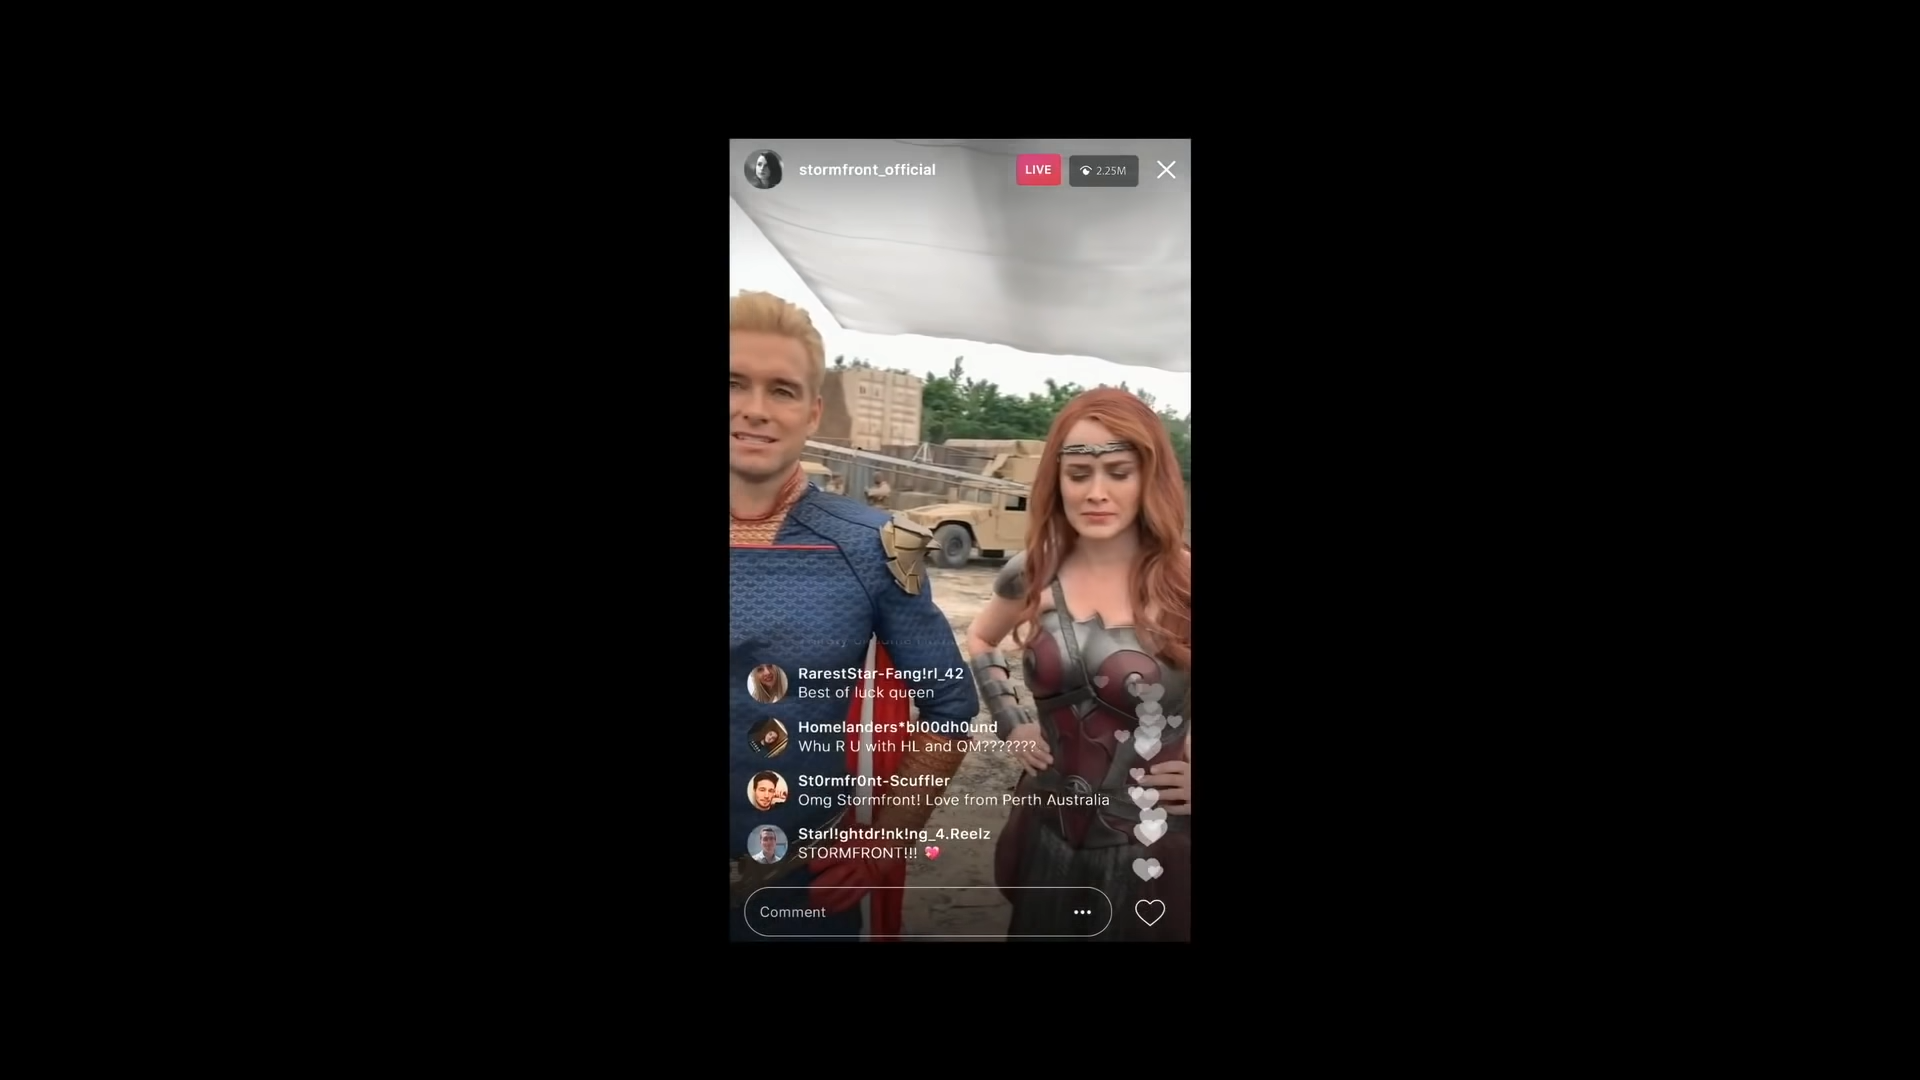 stormfront_official
LIVE
2.25M
RarestStar-Fang!rl_42
Best of luck queen
Homelanders*bl00dh0und
Whu R U with HL and QM???????
St0rmfr0nt-Scuffler
Omg Stormfront! Love from Perth Australia
Starl!ghtdr!nk!ng_4.Reelz
STORMFRONT!!! 💖
Comment